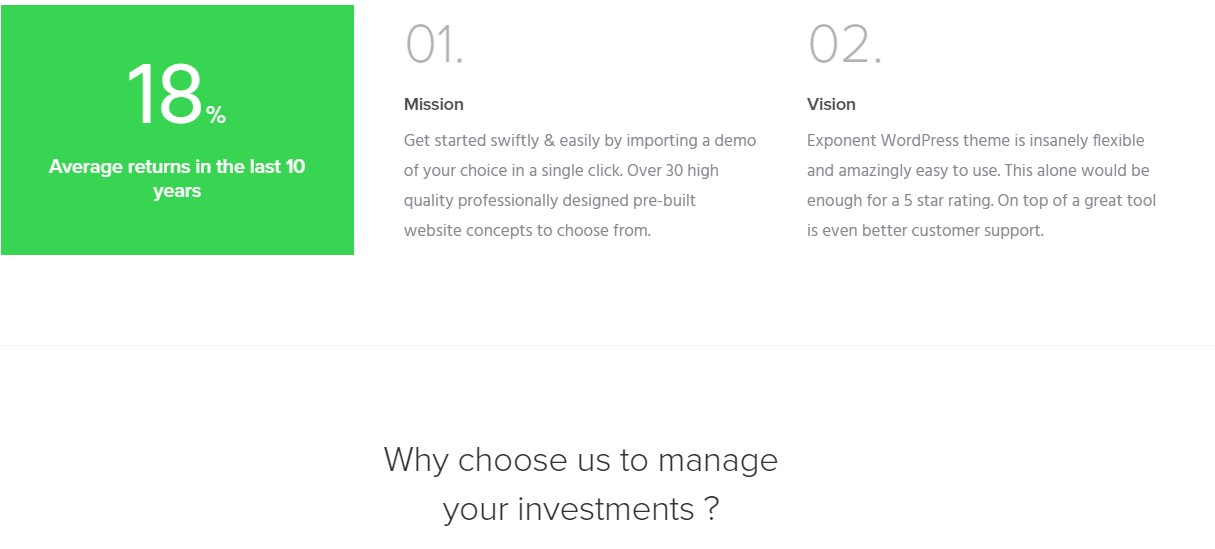 18%
Average returns in the last 10
years
01.
Mission
Get started swiftly & easily by importing a demo
of your choice in a single click. Over 30 high
quality professionally designed pre-built
website concepts to choose from.
02.
Vision
Exponent WordPress theme is insanely flexible
and amazingly easy to use. This alone would be
enough for a 5 star rating. On top of a great tool
is even better customer support.
Why choose us to manage
your investments ?